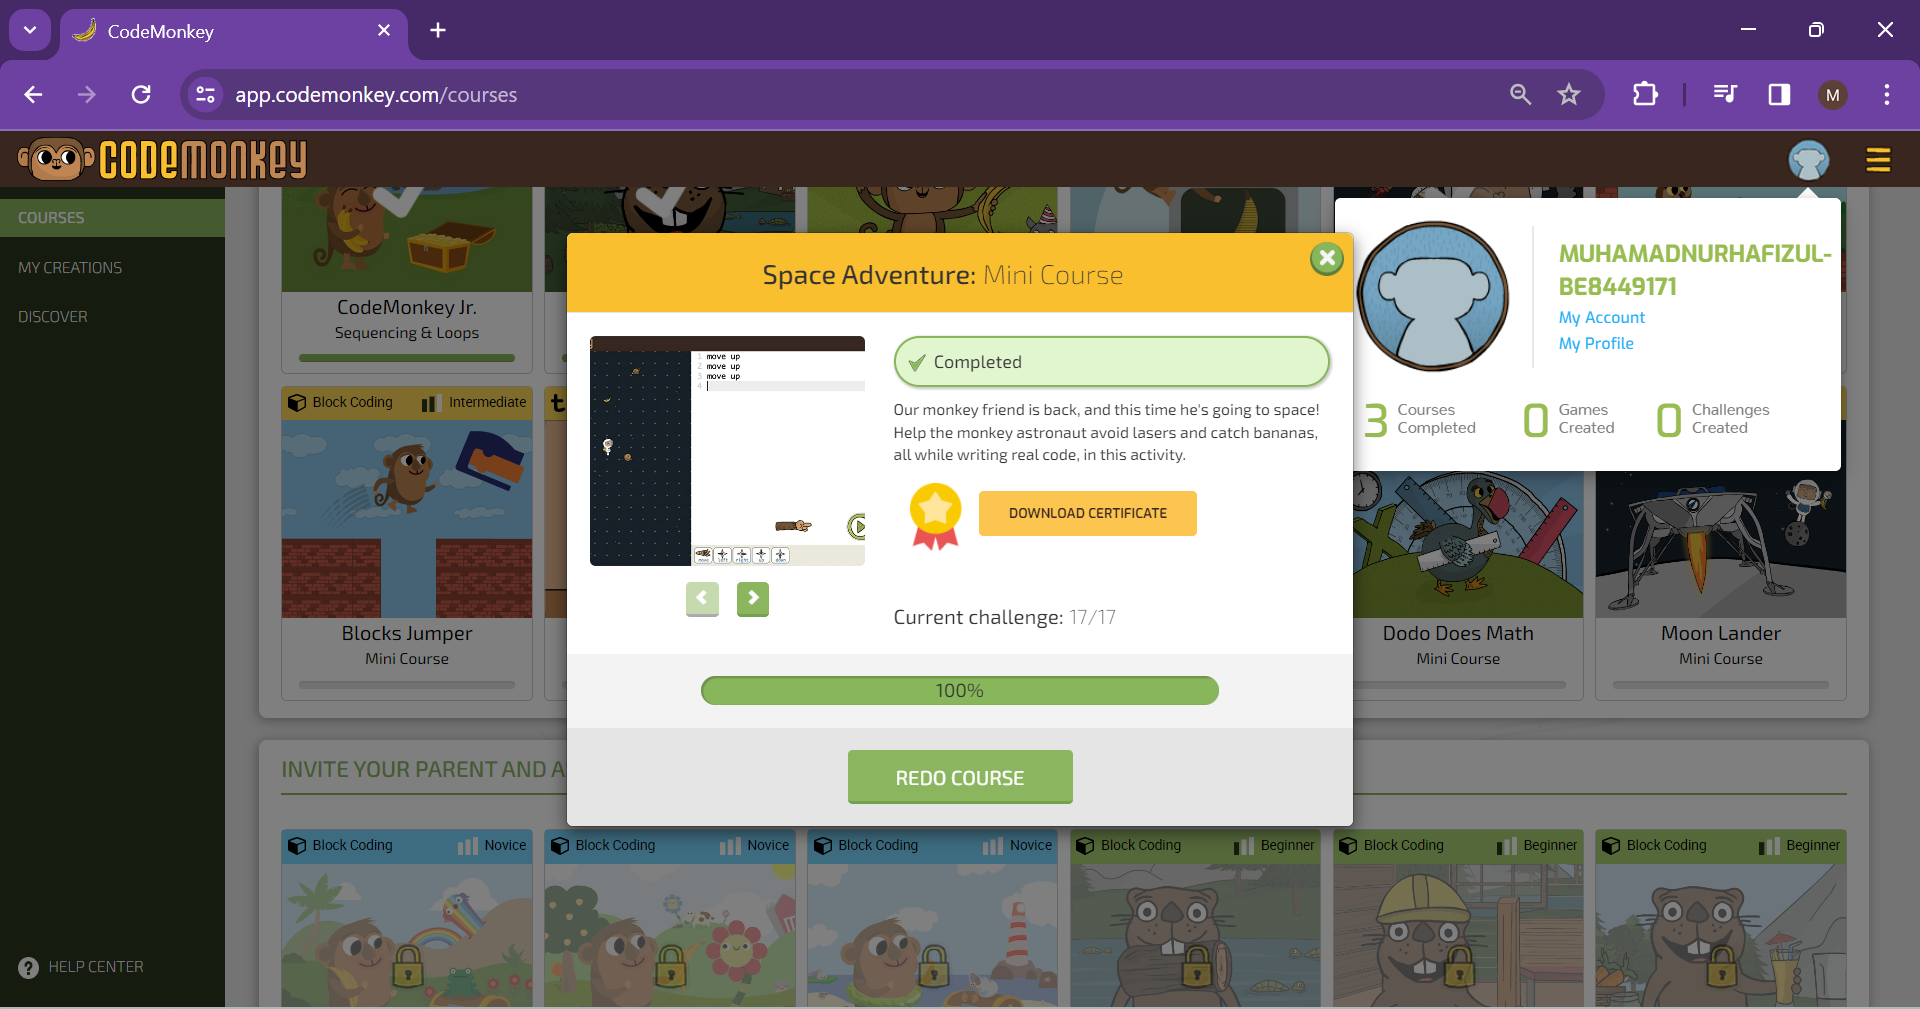 CodeMonkey
app.codemonkey.com/courses
M
CODEMONKEY
COURSES
MY CREATIONS
DISCOVER
HELP CENTER
CodeMonkey Jr.
Sequencing & Loops
Block Coding Intermediate
Blocks Jumper
Mini Course
Space Adventure: Mini Course
1 move up
2 move up
3 move up
4
Completed
Our monkey friend is back, and this time he's going to space!
Help the monkey astronaut avoid lasers and catch bananas,
all while writing real code, in this activity.
DOWNLOAD CERTIFICATE
Current challenge: 17/17
100%
REDO COURSE
MUHAMADNURHAFIZUL-
BE8449171
My Account
My Profile
3 Courses Completed
0 Games Created
0 Challenges Created
Dodo Does Math
Mini Course
Moon Lander
Mini Course
INVITE YOUR PARENT AND A
Block Coding Novice
Block Coding Novice
Block Coding Novice
Block Coding Beginner
Block Coding Beginner
Block Coding Beginner